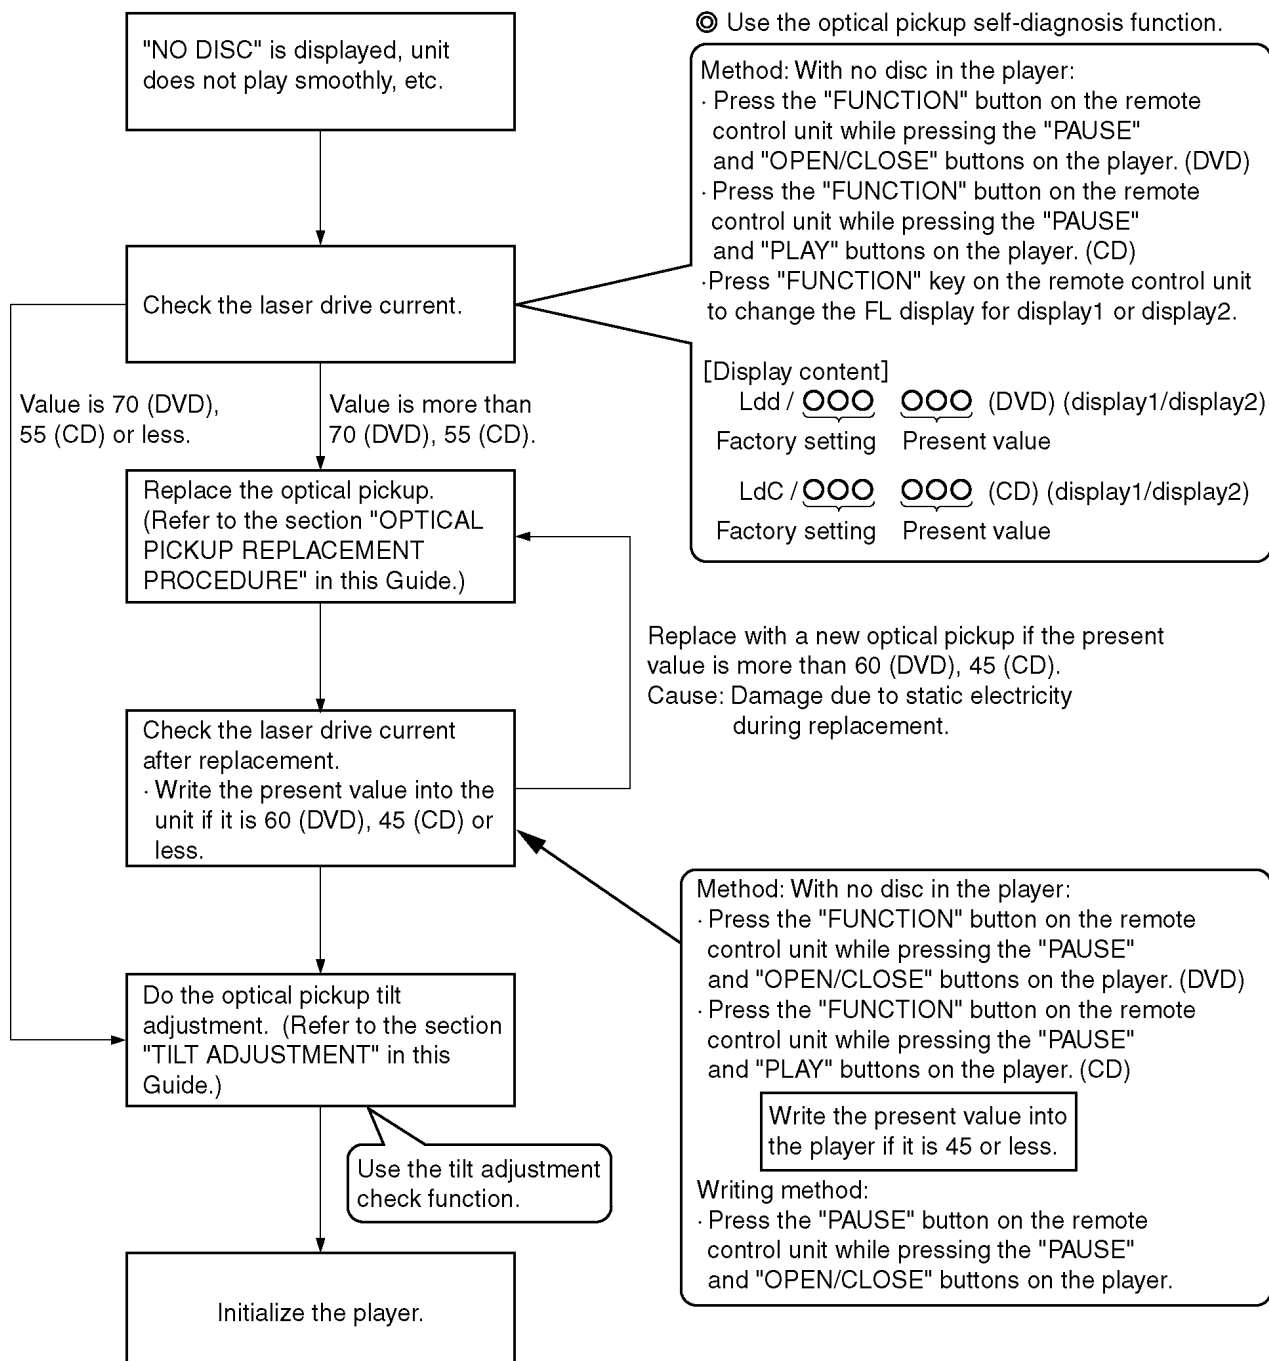 "NO DISC" is displayed, unit
does not play smoothly, etc.
◎ Use the optical pickup self-diagnosis function.
Method: With no disc in the player:
· Press the "FUNCTION" button on the remote
control unit while pressing the "PAUSE"
and "OPEN/CLOSE" buttons on the player. (DVD)
· Press the "FUNCTION" button on the remote
control unit while pressing the "PAUSE"
and "PLAY" buttons on the player. (CD)
· Press "FUNCTION" key on the remote control unit
to change the FL display for display1 or display2.
[Display content]
Ldd / OOO OOO (DVD) (display1/display2)
Factory setting Present value
LdC / OOO OOO (CD) (display1/display2)
Factory setting Present value
Check the laser drive current.
Value is 70 (DVD),
55 (CD) or less.
Value is more than
70 (DVD), 55 (CD).
Replace the optical pickup.
(Refer to the section "OPTICAL
PICKUP REPLACEMENT
PROCEDURE" in this Guide.)
Replace with a new optical pickup if the present
value is more than 60 (DVD), 45 (CD).
Cause: Damage due to static electricity
during replacement.
Check the laser drive current
after replacement.
· Write the present value into the
unit if it is 60 (DVD), 45 (CD) or
less.
Method: With no disc in the player:
· Press the "FUNCTION" button on the remote
control unit while pressing the "PAUSE"
and "OPEN/CLOSE" buttons on the player. (DVD)
· Press the "FUNCTION" button on the remote
control unit while pressing the "PAUSE"
and "PLAY" buttons on the player. (CD)
Write the present value into
the player if it is 45 or less.
Writing method:
· Press the "PAUSE" button on the remote
control unit while pressing the "PAUSE"
and "OPEN/CLOSE" buttons on the player.
Do the optical pickup tilt
adjustment. (Refer to the section
"TILT ADJUSTMENT" in this
Guide.)
Use the tilt adjustment
check function.
Initialize the player.